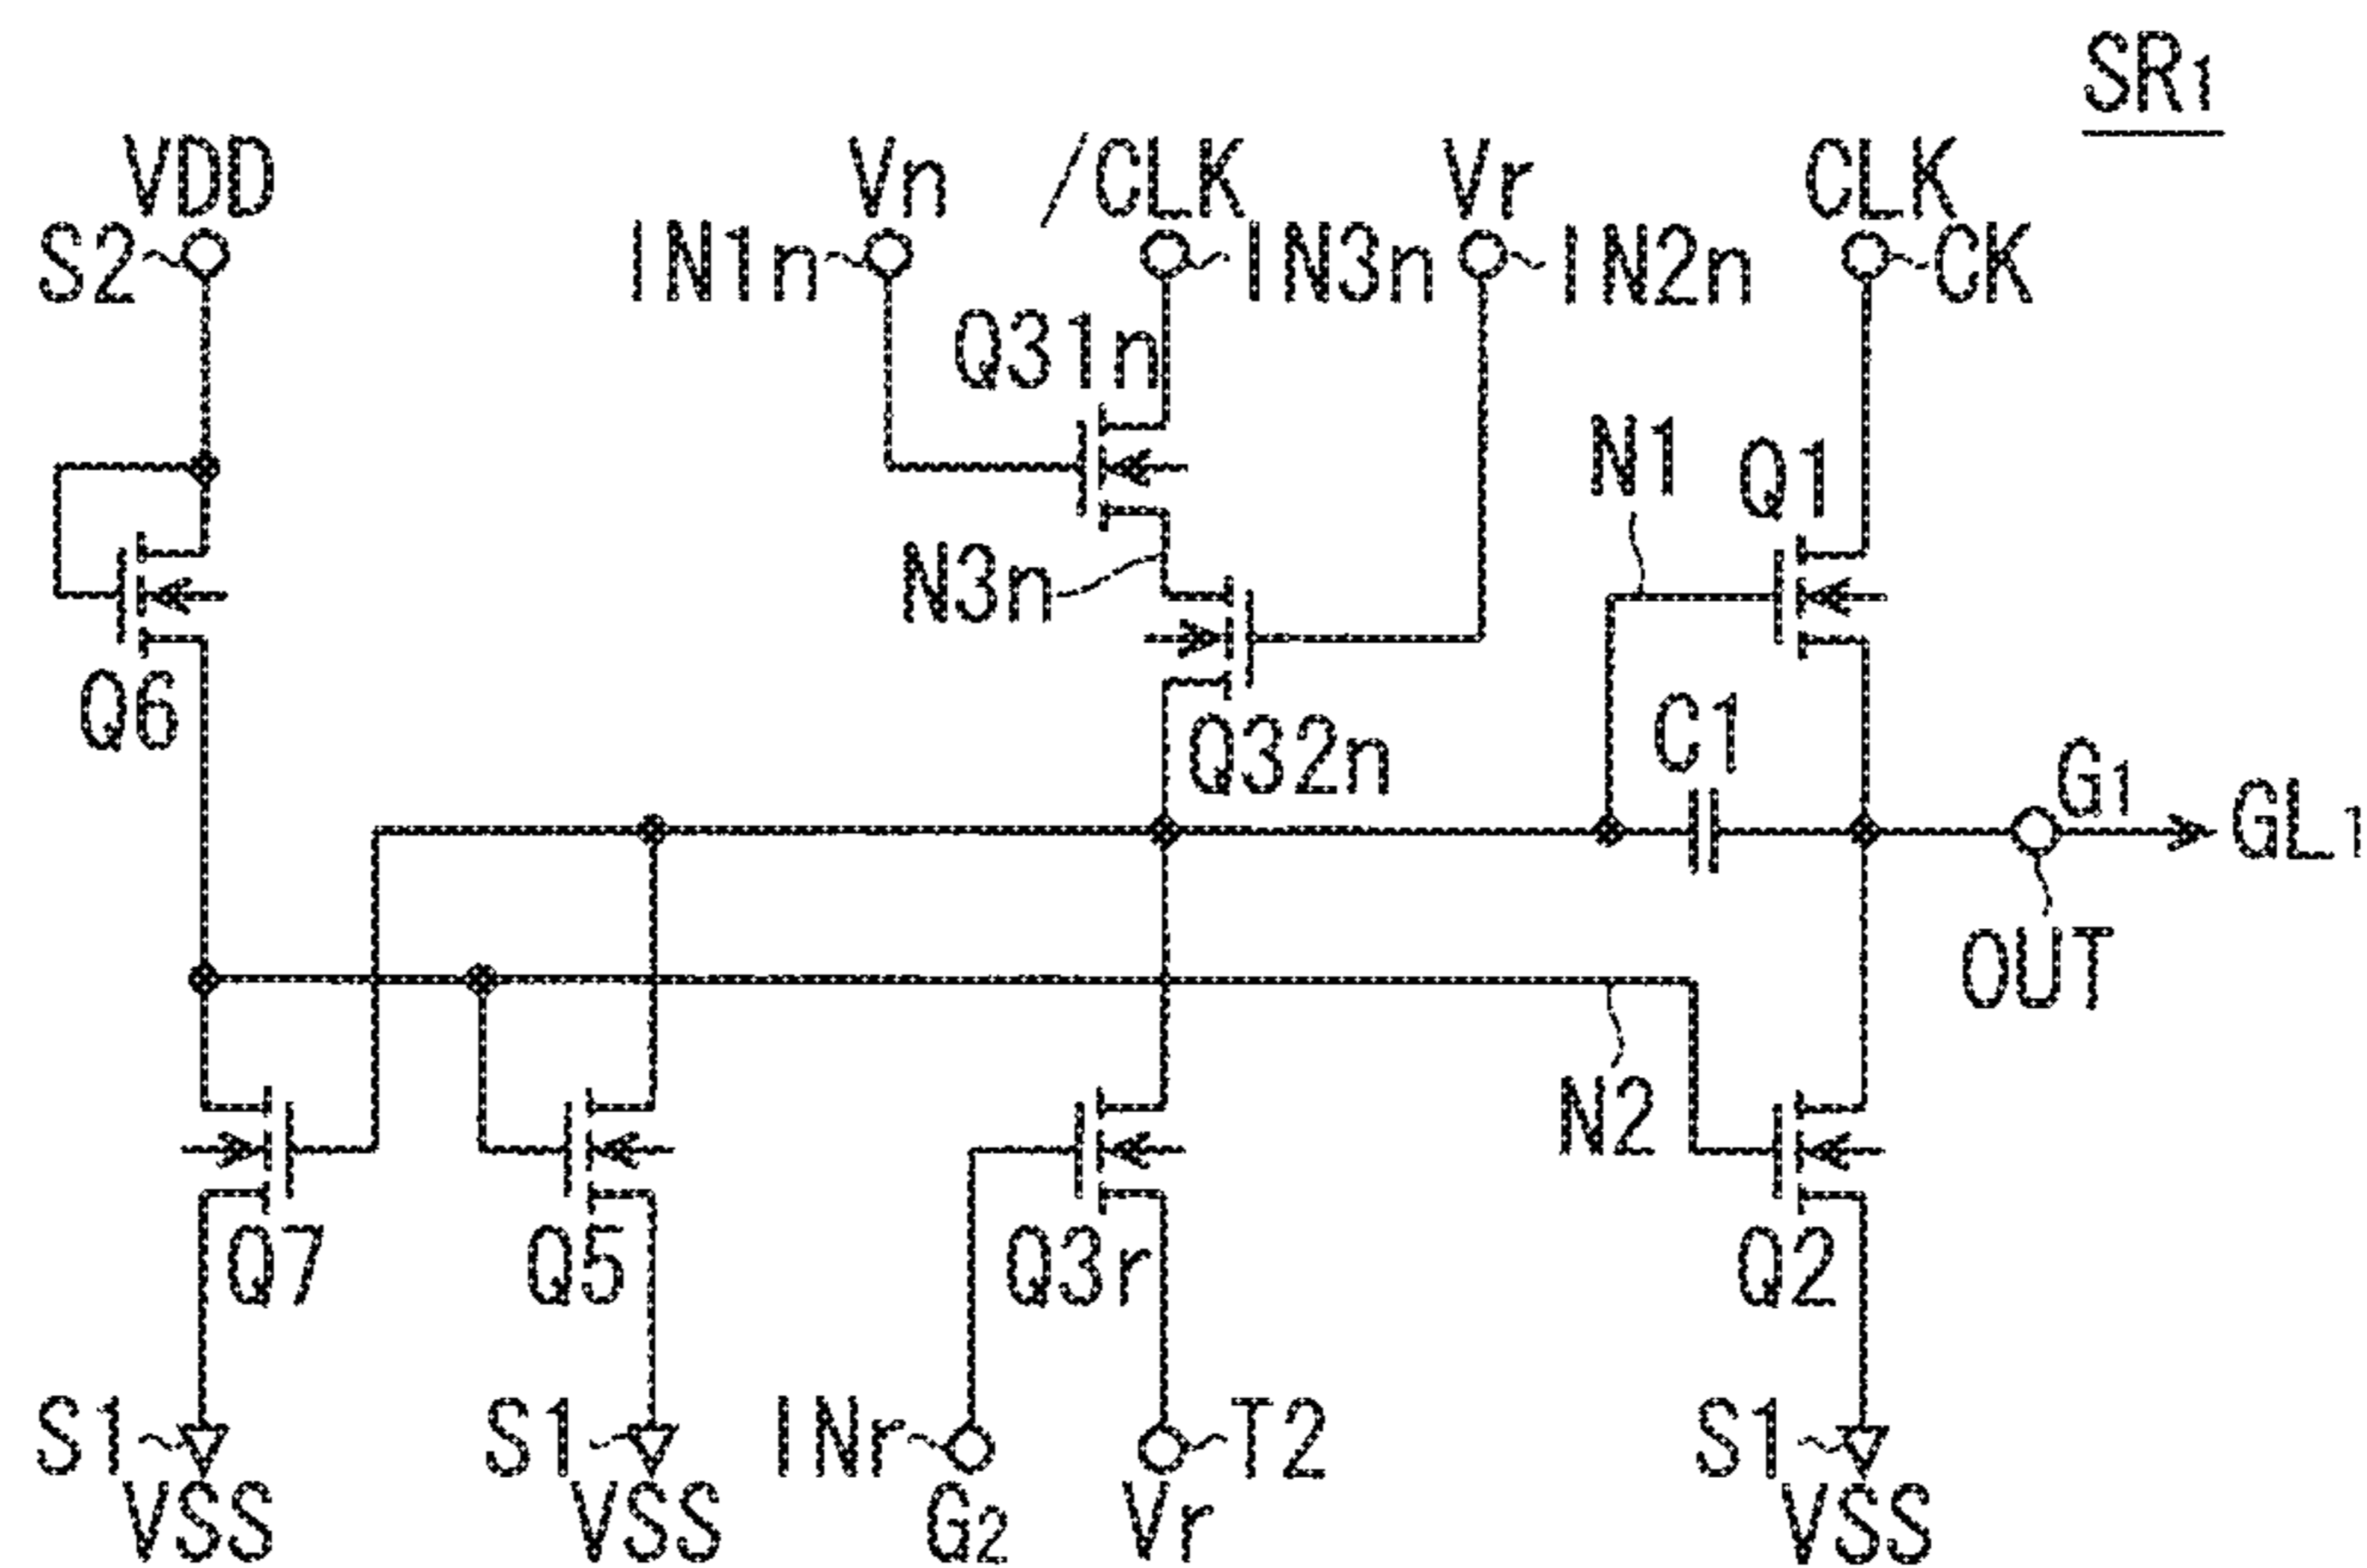 SR1
VDD
Vn
/CLK
Vr
CLK
S2
IN1n
IN3n
IN2n
CK
Q31n
N1
Q1
N3n
Q6
Q32n
C1
G1
GL1
OUT
N2
Q7
Q5
Q3r
Q2
S1
S1
INr
T2
S1
VSS
VSS
G2
Vr
VSS